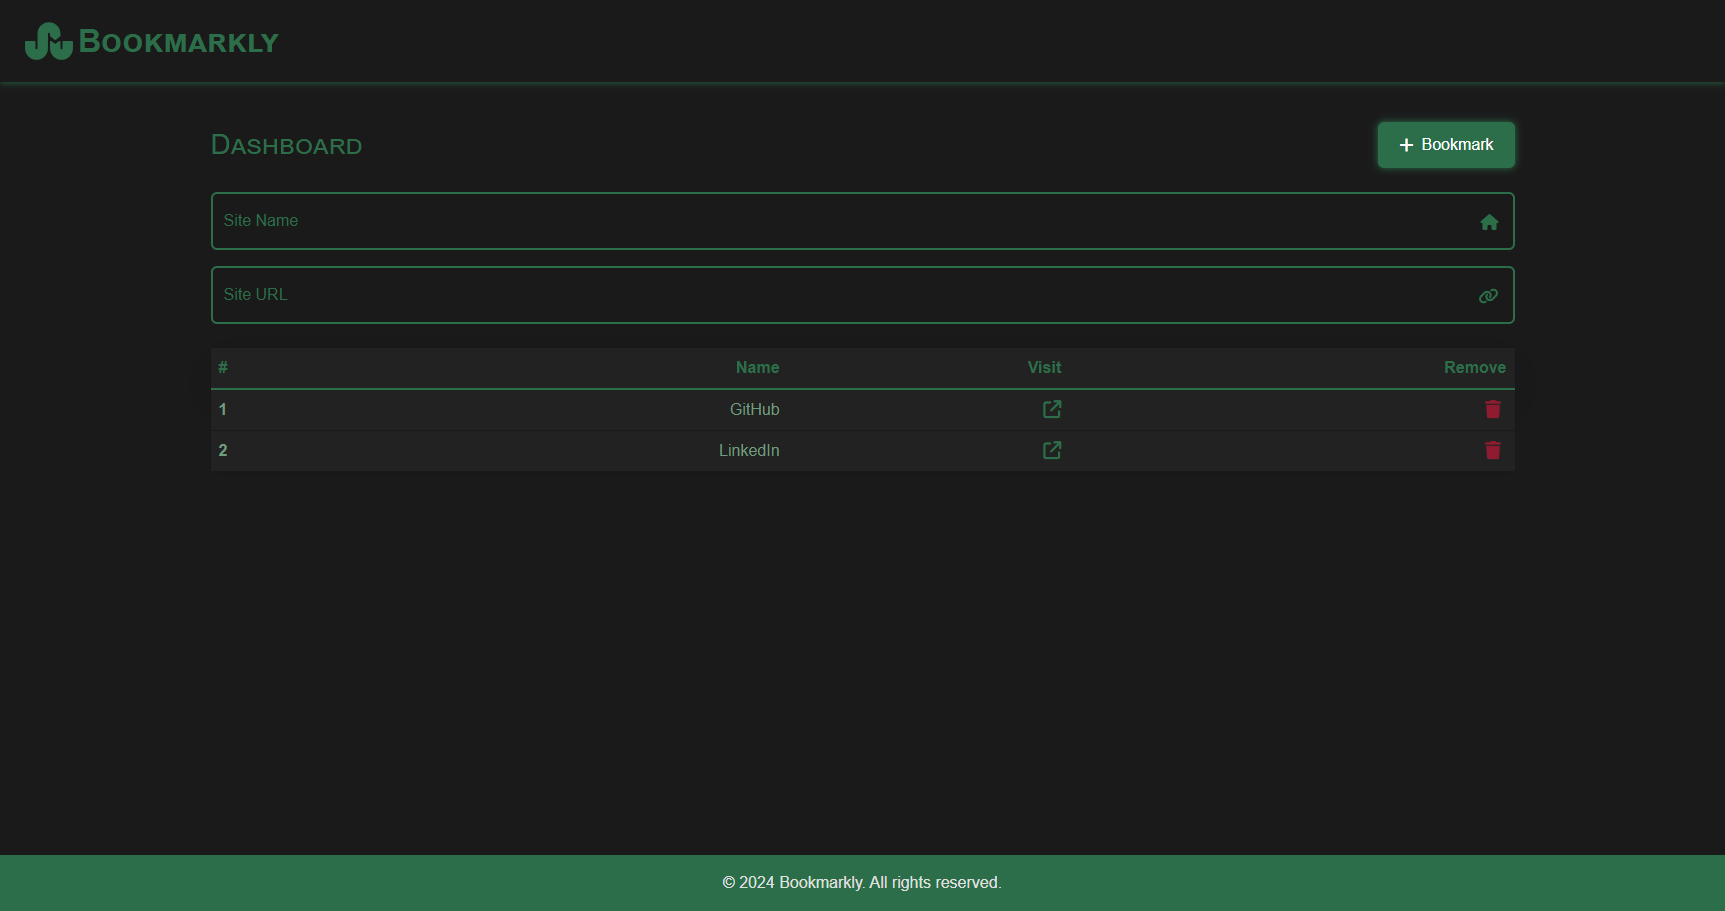 Bookmarkly
Dashboard
Bookmark
Site Name
Site URL
# Name Visit Remove
1 GitHub
2 LinkedIn
© 2024 Bookmarkly. All rights reserved.